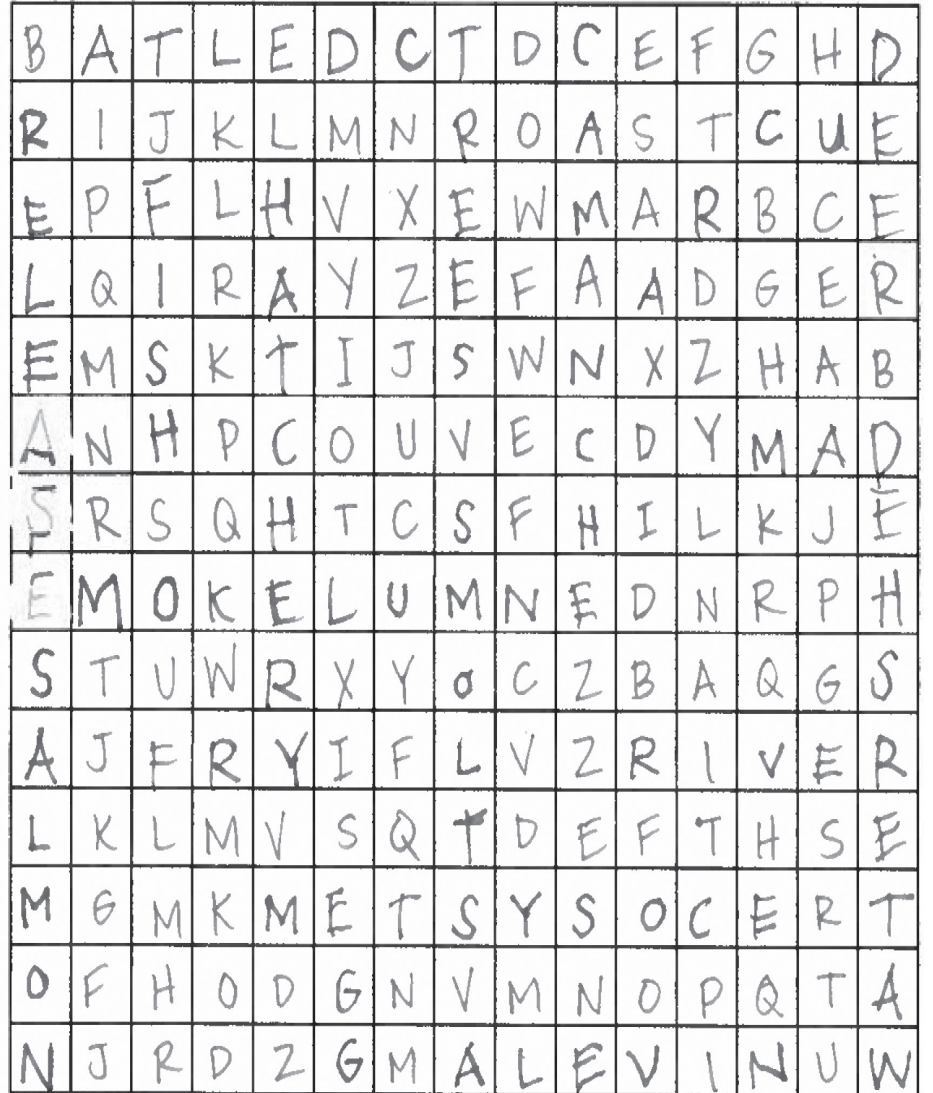 B A T L E D C T D C E F G H D
R I J K L M N R O A S T C U E
E P F L H V X E W M A R B C E
L Q I R A Y Z E F A A D G E R
E M S K T I J S W N X Z H A B
A N H P C O U V E C D Y M A D
S R S Q H T C S F H I L K J E
E M O K E L U M N E D N R P H
S T U W R X Y O C Z B A Q G S
A J F R Y I F L V Z R I V E R
L K L M V S Q T D E F T H S E
M G M K M E T S Y S O C E R T
O F H O D G N V M N O P Q T A
N J R D Z G M A L E V I N U W